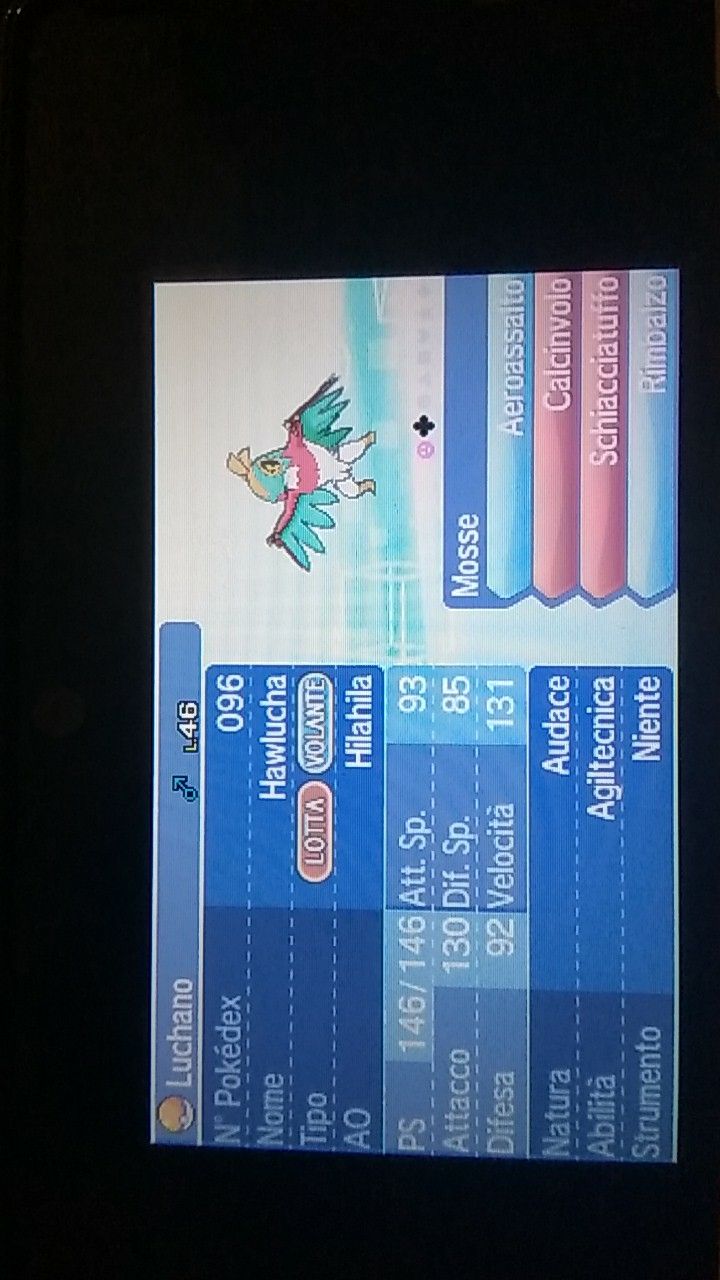 Luchano ♂ L.46
N° Pokédex 096
Nome Hawlucha
Tipo LOTTA VOLANTE
AO Hilahila
PS 146/146 Att. Sp. 93
Attacco 130 Dif. Sp. 85
Difesa 92 Velocità 131
Natura Audace
Abilità Agiltecnica
Strumento Niente
Mosse
Aeroassalto
Calcinvolo
Schiacciatuffo
Rimbalzo